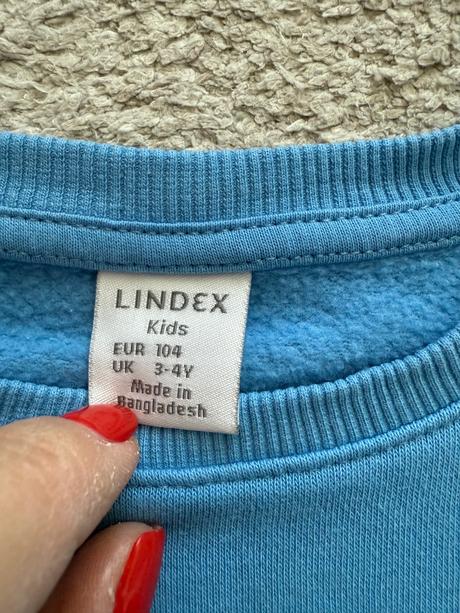 LINDEX
Kids
EUR 104
UK 3-4Y
Made in
Bangladesh